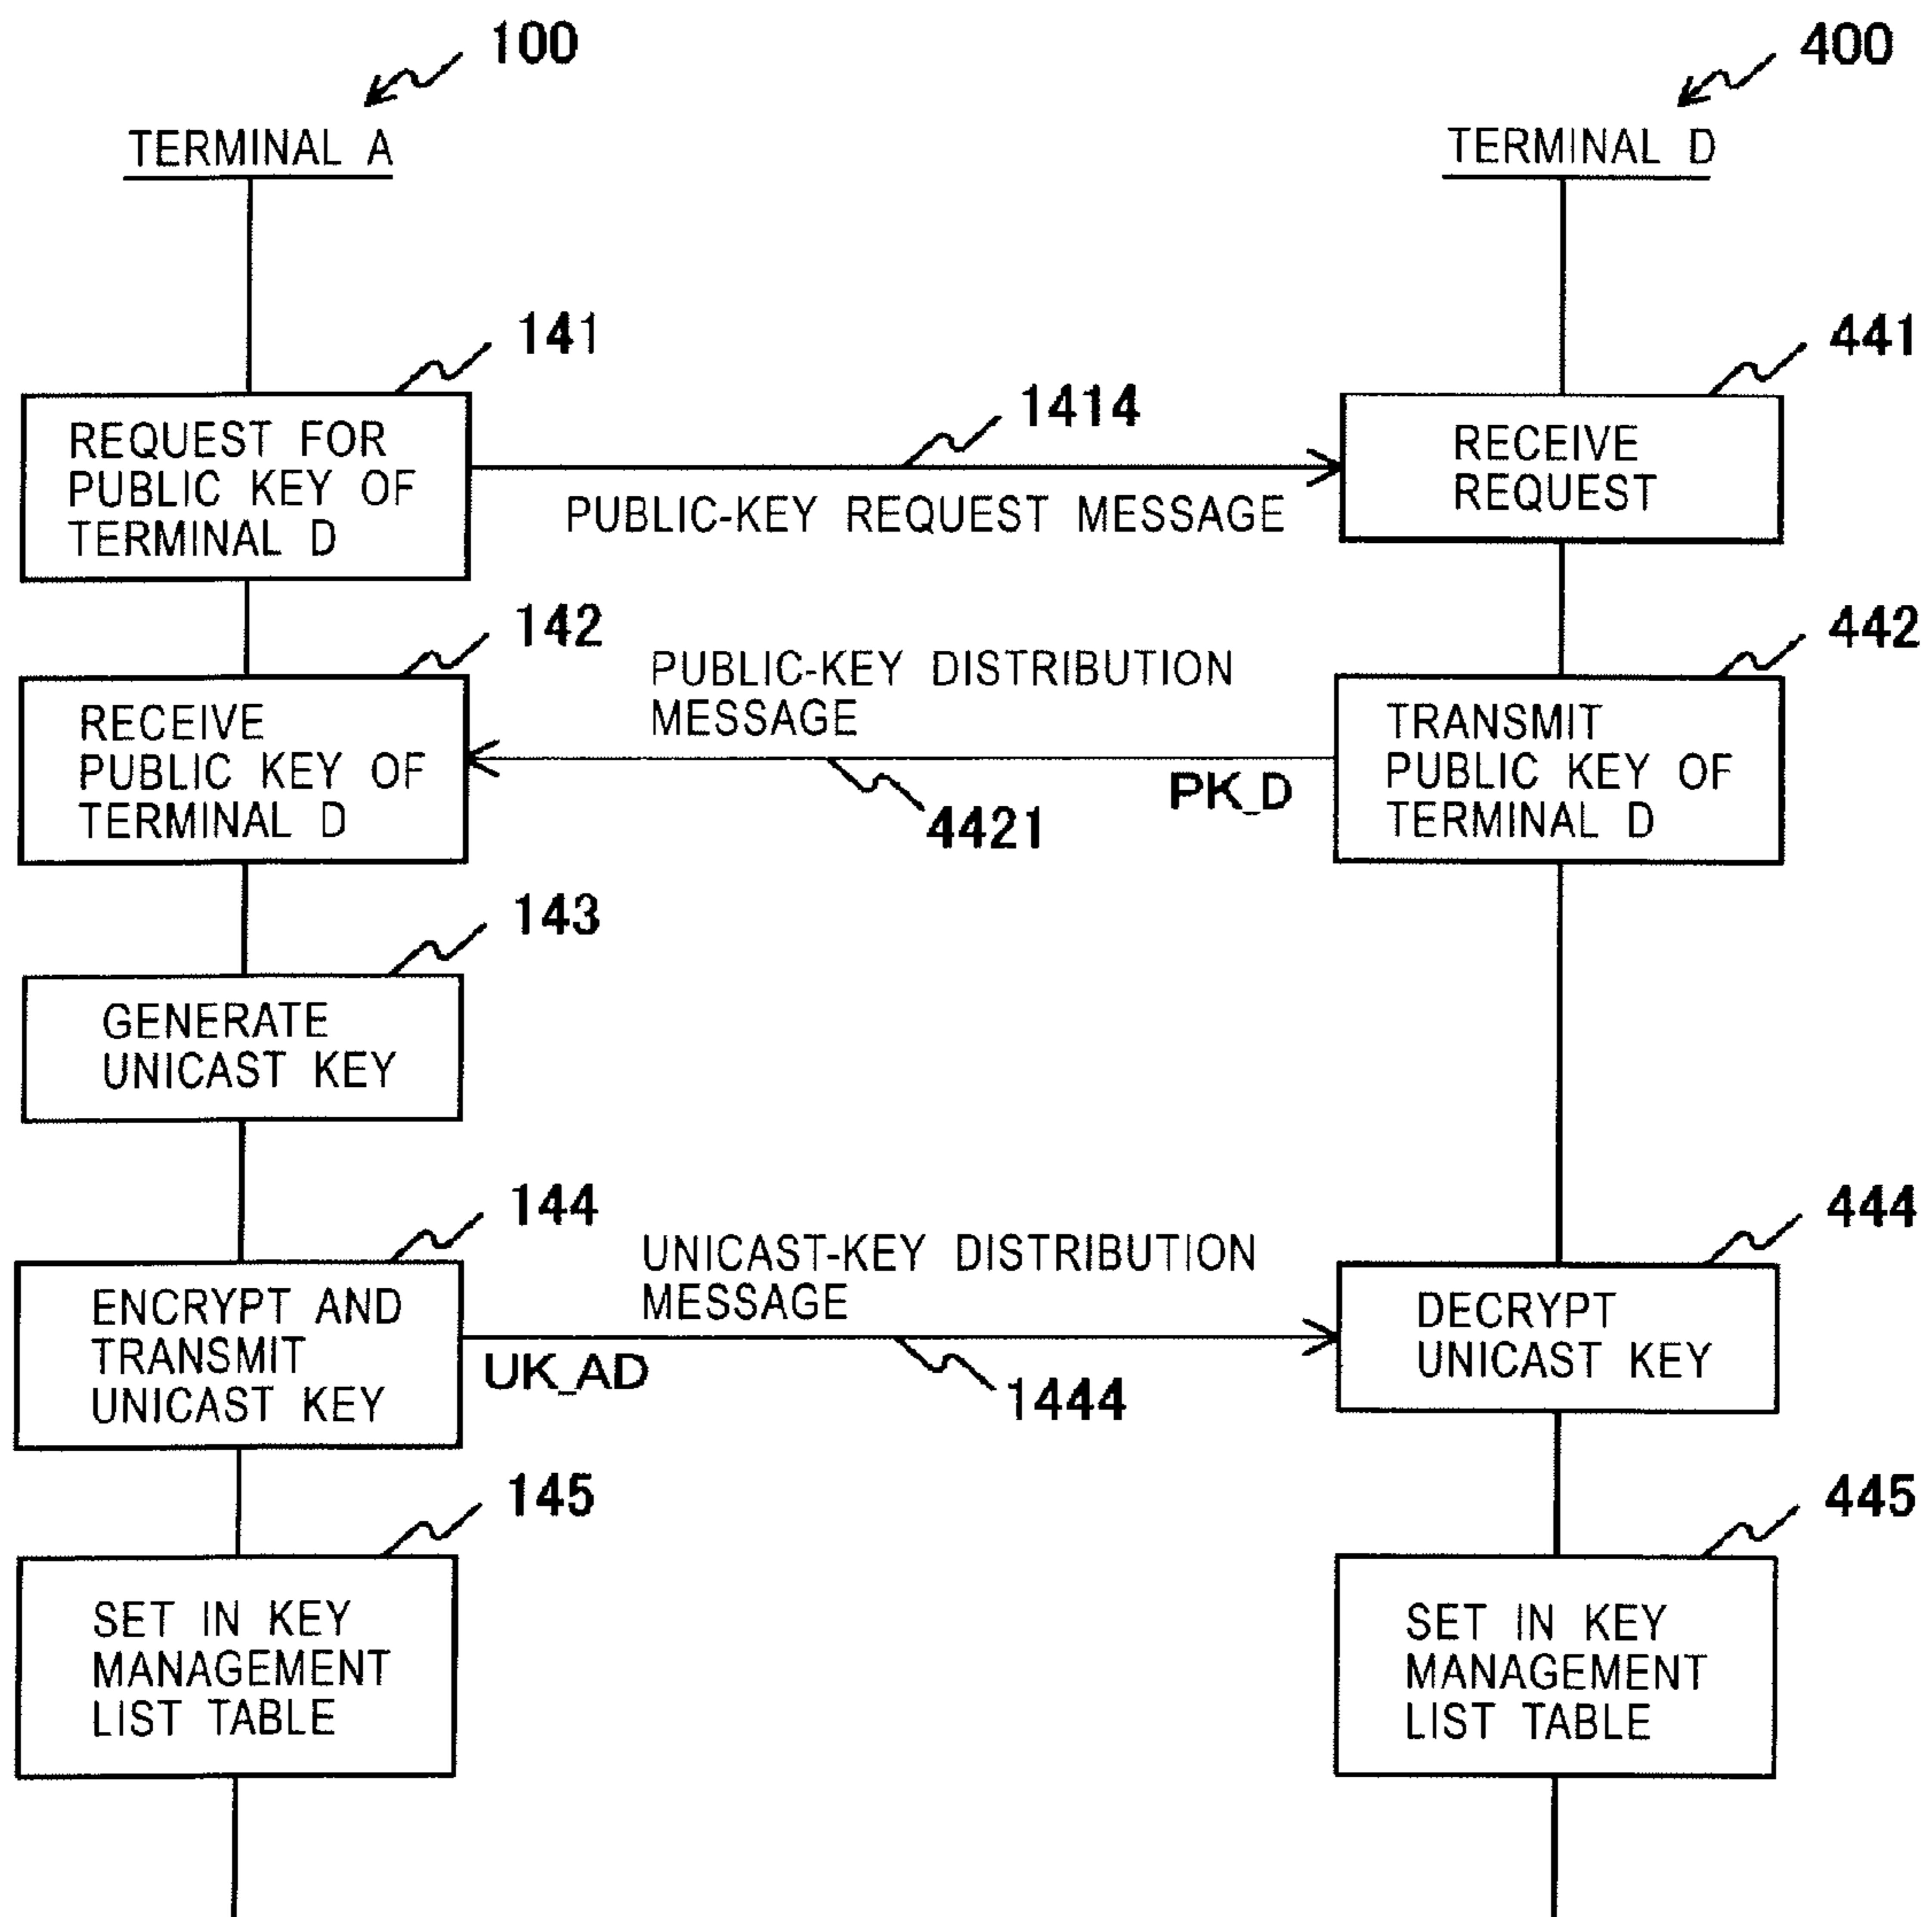 100
400
TERMINAL A
TERMINAL D
141
441
1414
REQUEST FOR
PUBLIC KEY OF
TERMINAL D
PUBLIC-KEY REQUEST MESSAGE
RECEIVE
REQUEST
142
442
RECEIVE
PUBLIC KEY OF
TERMINAL D
PUBLIC-KEY DISTRIBUTION
MESSAGE
4421
PK_D
TRANSMIT
PUBLIC KEY OF
TERMINAL D
143
GENERATE
UNICAST KEY
144
444
ENCRYPT AND
TRANSMIT
UNICAST KEY
UNICAST-KEY DISTRIBUTION
MESSAGE
UK_AD
1444
DECRYPT
UNICAST KEY
145
445
SET IN KEY
MANAGEMENT
LIST TABLE
SET IN KEY
MANAGEMENT
LIST TABLE